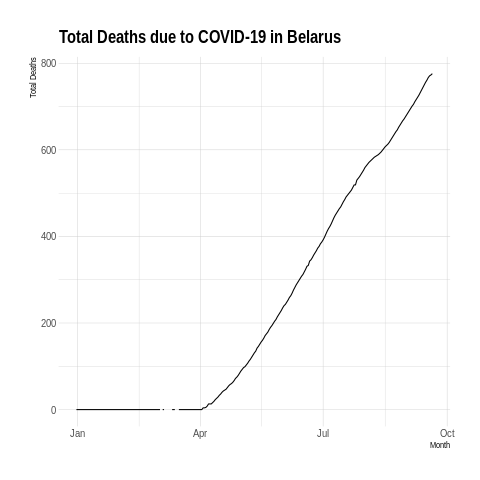 Total Deaths due to COVID-19 in Belarus
Total Deaths
800
600
400
200
0
Jan Apr Jul Oct
Month